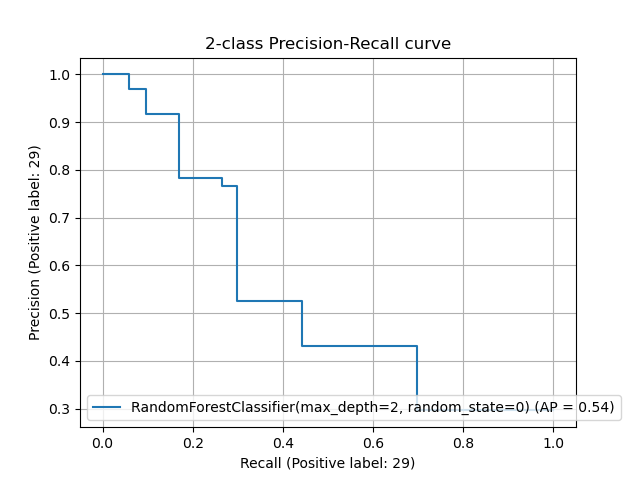 2-class Precision-Recall curve
1.0
0.9
0.8
0.7
0.6
0.5
0.4
0.3
Precision (Positive label: 29)
RandomForestClassifier(max_depth=2, random_state=0) (AP = 0.54)
0.0 0.2 0.4 0.6 0.8 1.0
Recall (Positive label: 29)